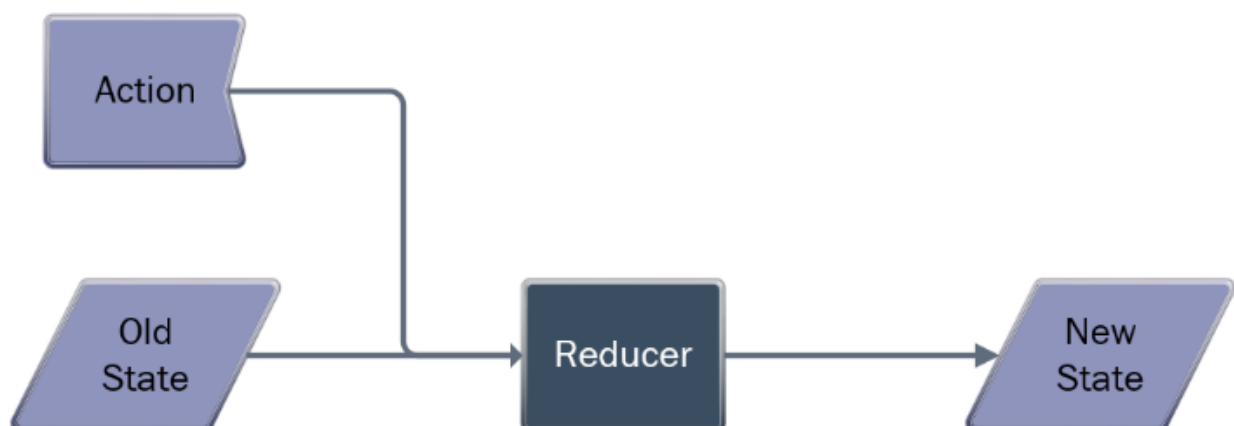 Action
Old
State
Reducer
New
State